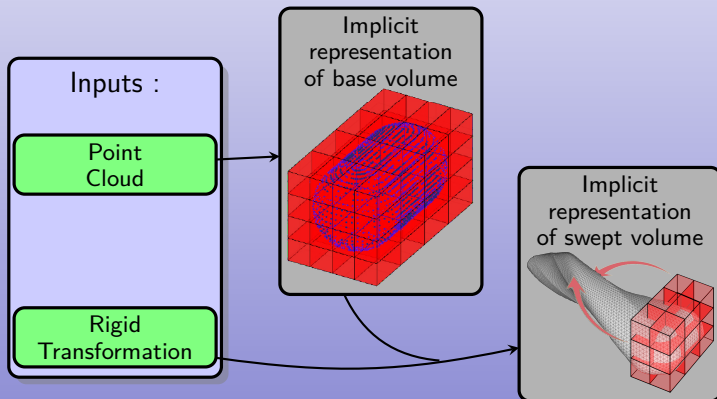 Inputs :
Point
Cloud
Rigid
Transformation
Implicit
representation
of base volume
Implicit
representation
of swept volume